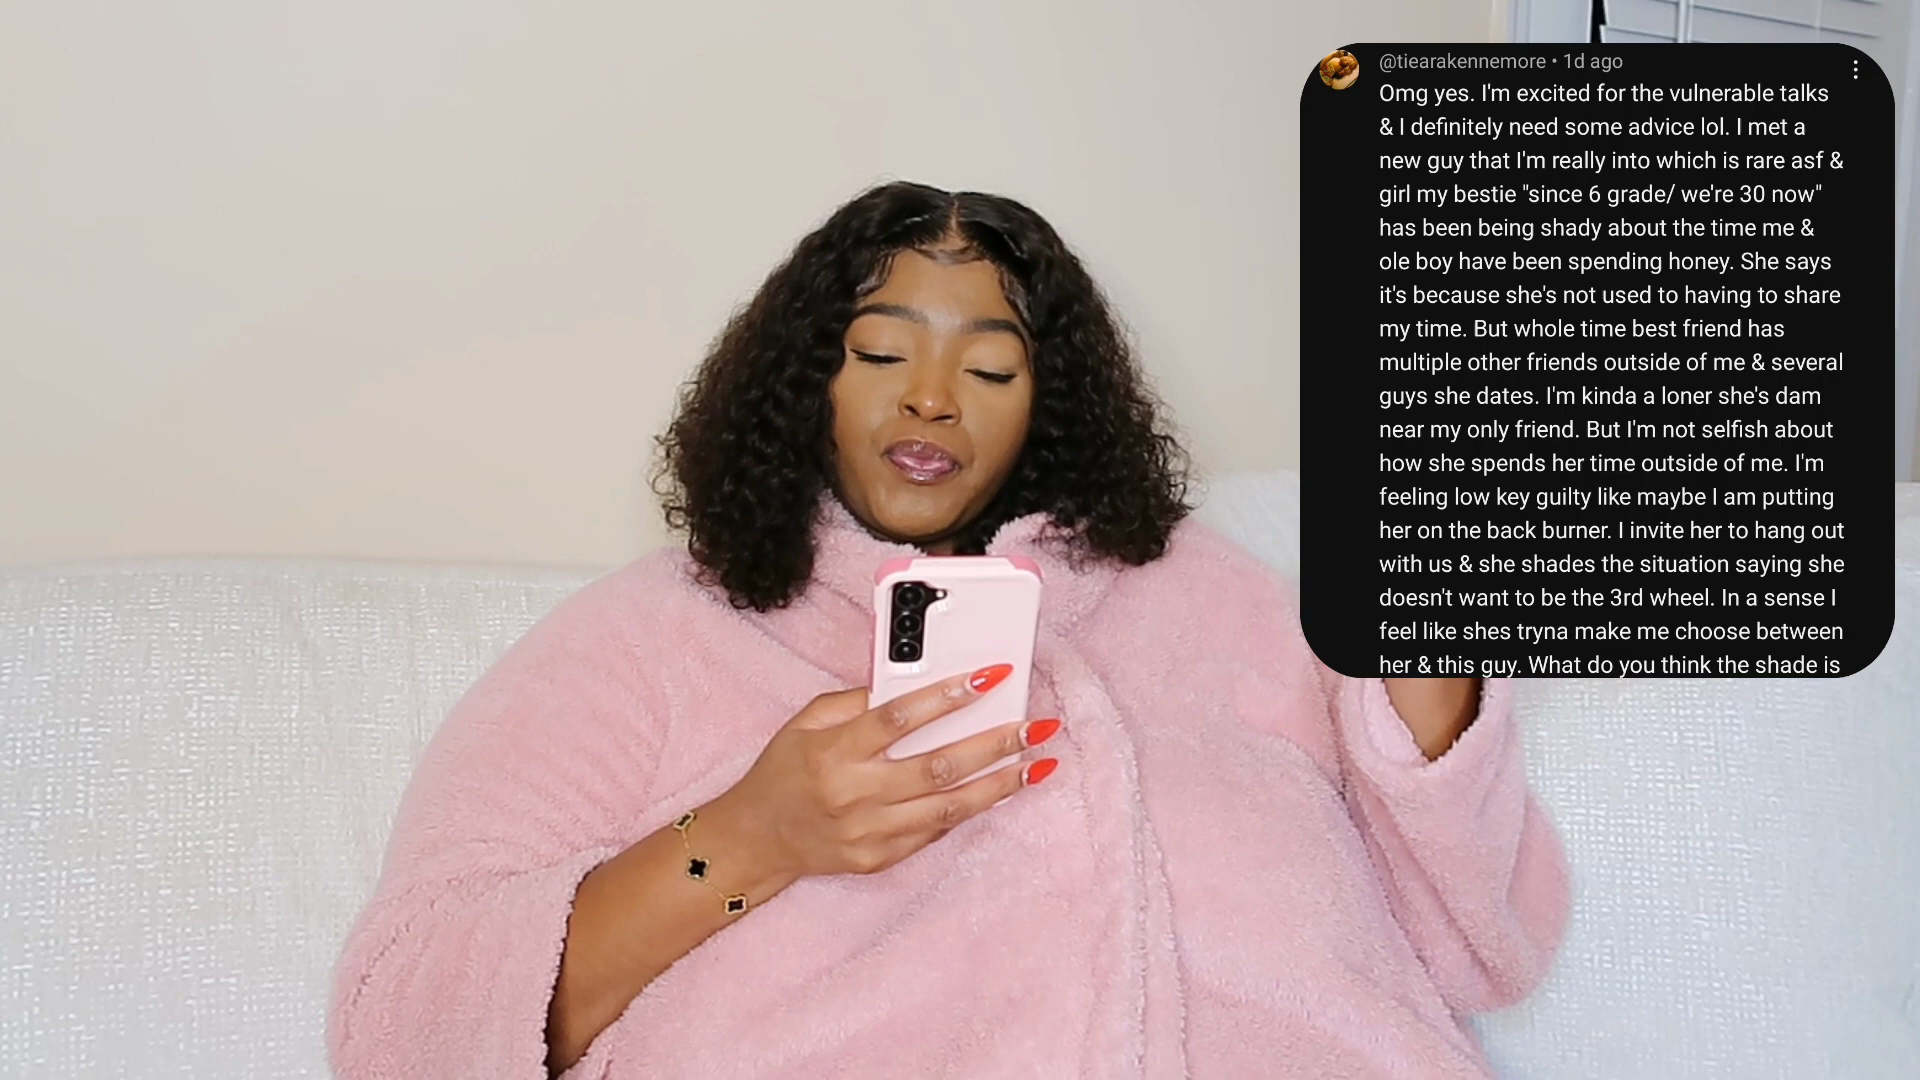 @tiearakennemore • 1d ago
Omg yes. I'm excited for the vulnerable talks
& I definitely need some advice lol. I met a
new guy that I'm really into which is rare asf &
girl my bestie "since 6 grade/ we're 30 now"
has been being shady about the time me &
ole boy have been spending honey. She says
it's because she's not used to having to share
my time. But whole time best friend has
multiple other friends outside of me & several
guys she dates. I'm kinda a loner she's dam
near my only friend. But I'm not selfish about
how she spends her time outside of me. I'm
feeling low key guilty like maybe I am putting
her on the back burner. I invite her to hang out
with us & she shades the situation saying she
doesn't want to be the 3rd wheel. In a sense I
feel like shes tryna make me choose between
her & this guy. What do you think the shade is